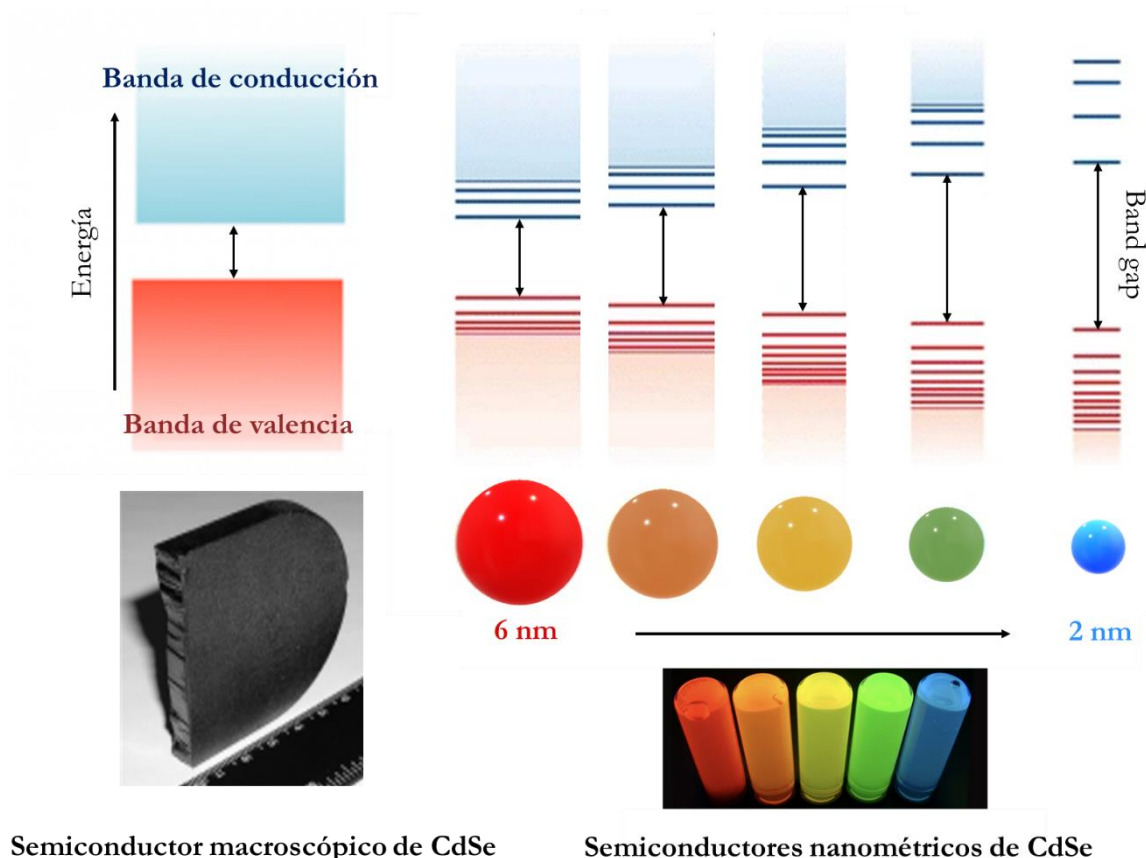 Banda de conducción
Energía
Banda de valencia
Band gap
6 nm
2 nm
Semiconductor macroscópico de CdSe
Semiconductores nanométricos de CdSe